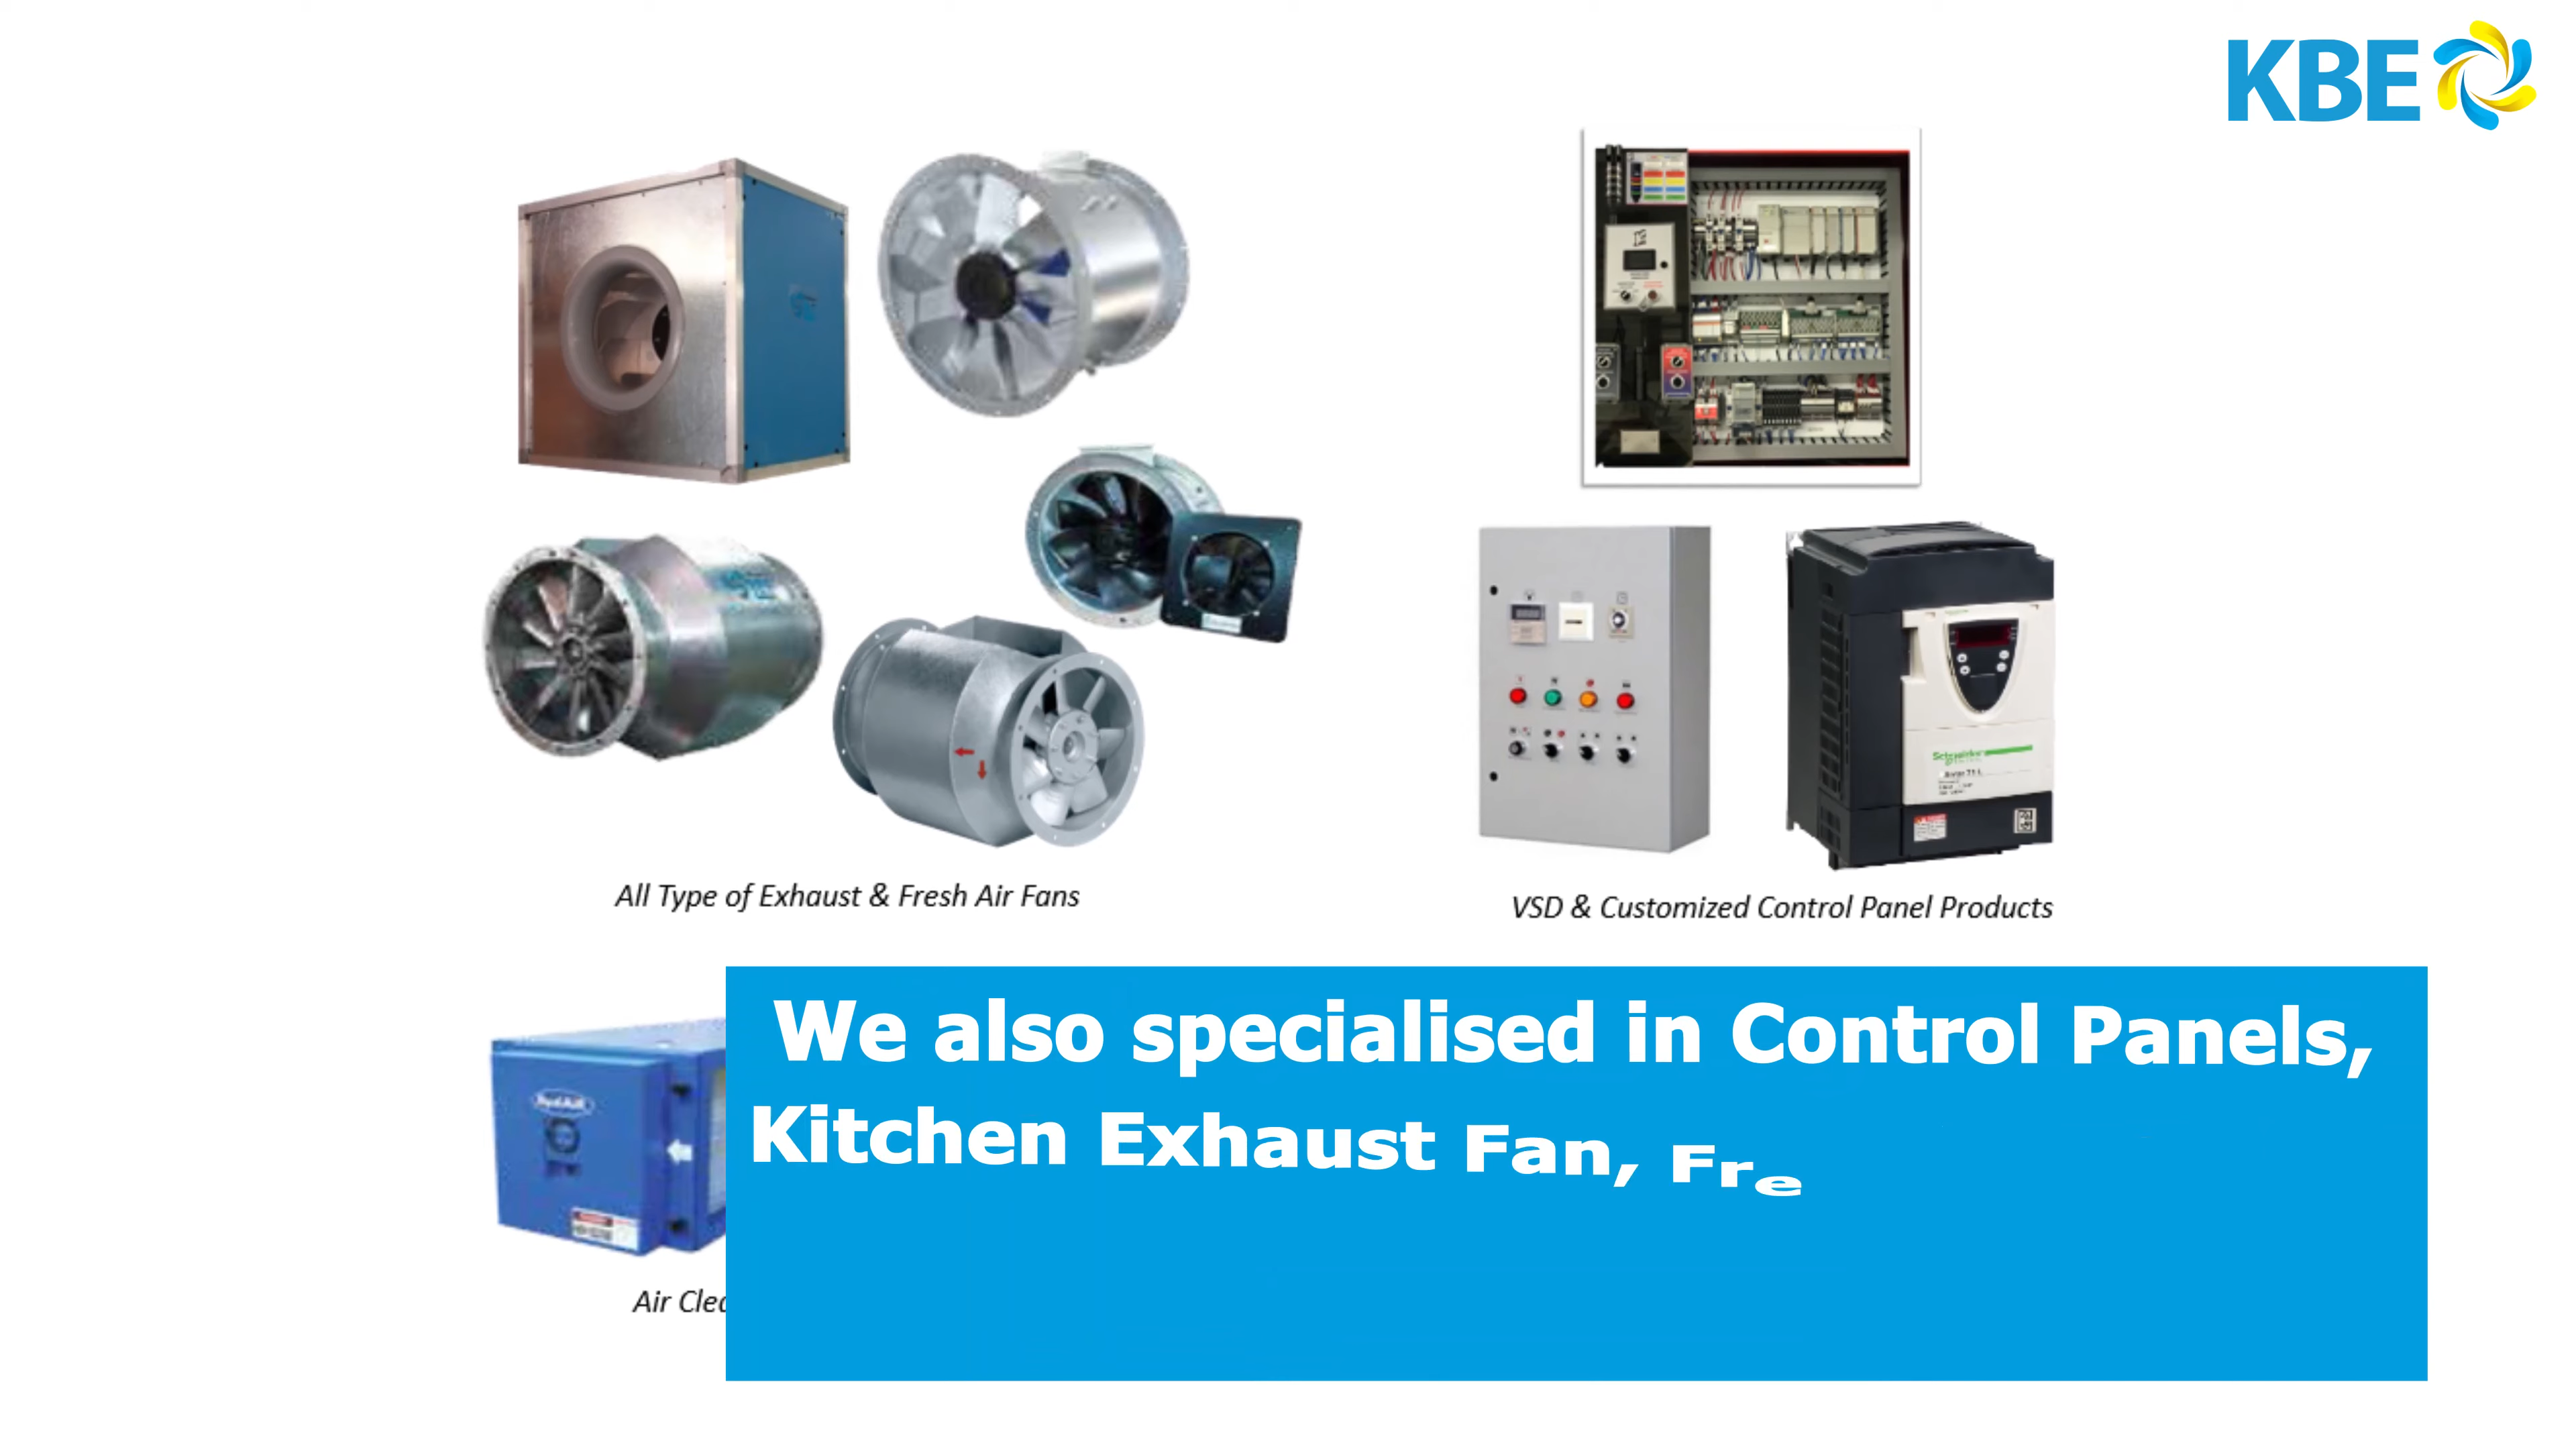 KBE
All Type of Exhaust & Fresh Air Fans
VSD & Customized Control Panel Products
Schneider
We also specialised in Control Panels,
Kitchen Exhaust Fan, Fre
Air Clea